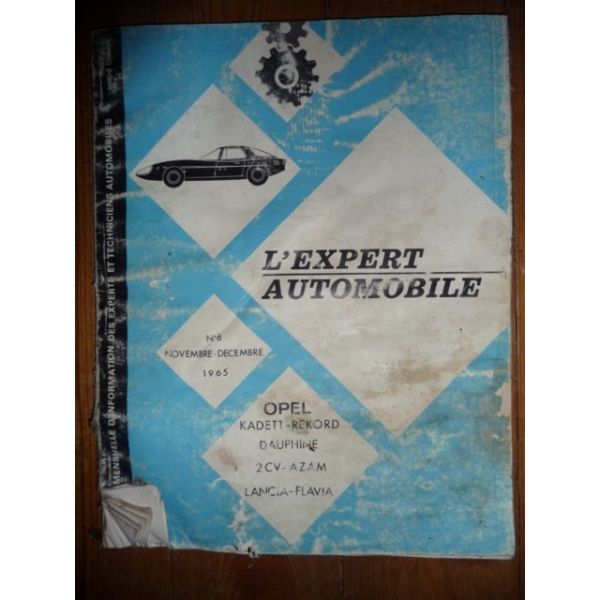 L'EXPERT
AUTOMOBILE
N°6
NOVEMBRE-DECEMBRE
1965
OPEL
KADETT-REKORD
DAUPHINE
2CV-AZAM
LANCIA-FLAVIA
MENSUELLE D'INFORMATION DES EXPERTS ET TECHNICIENS AUTOMOBILES